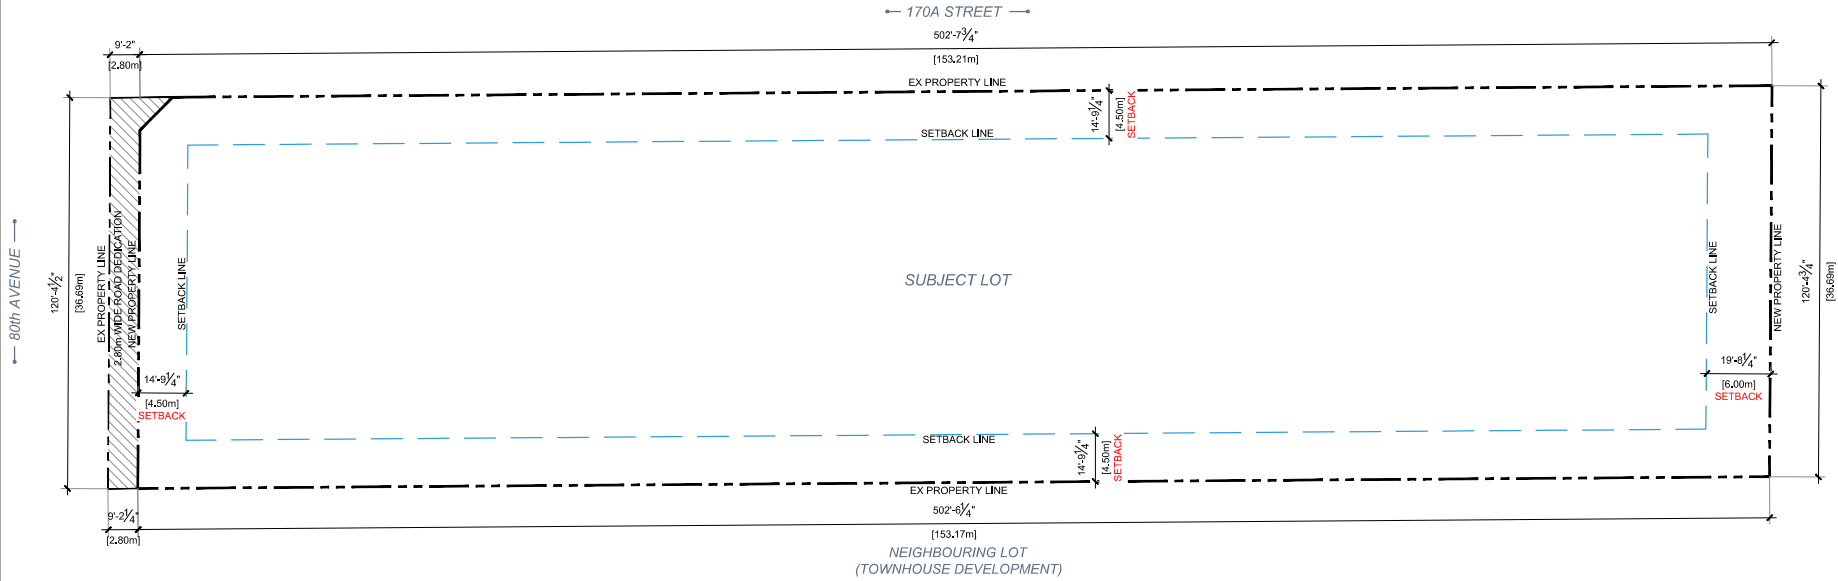 170A STREET
9'-2"
[2.80m]
502'-7¾"
[153.21m]
EX PROPERTY LINE
14'-9¼"
[4.50m]
SETBACK
SETBACK LINE
80th AVENUE
120'-4½"
[36.69m]
EX PROPERTY LINE
2.80m WIDE ROAD DEDICATION
NEW PROPERTY LINE
SETBACK LINE
SUBJECT LOT
SETBACK LINE
NEW PROPERTY LINE
120'-4¾"
[36.69m]
14'-9¼"
[4.50m]
SETBACK
19'-8¼"
[6.00m]
SETBACK
SETBACK LINE
14'-9¼"
[4.50m]
SETBACK
EX PROPERTY LINE
9'-2¼"
[2.80m]
502'-6¼"
[153.17m]
NEIGHBOURING LOT
(TOWNHOUSE DEVELOPMENT)